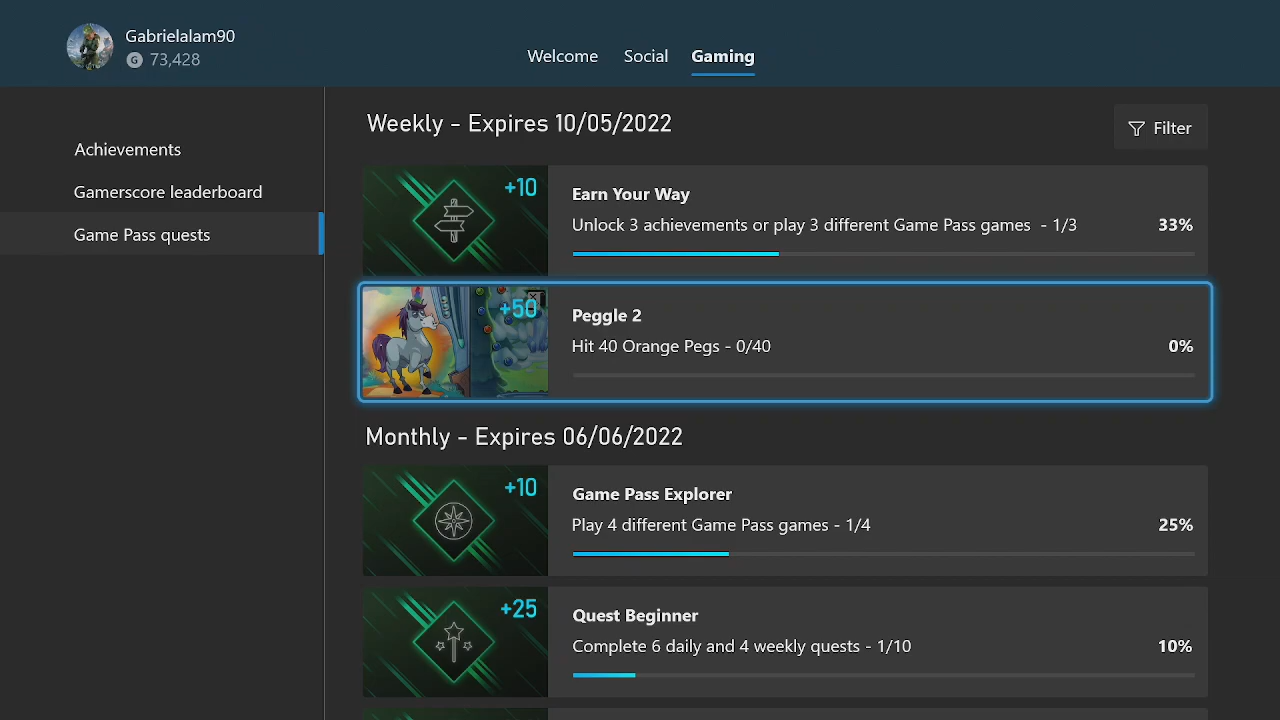 Gabrielalam90
G 73,428
Welcome Social Gaming
Achievements
Gamerscore leaderboard
Game Pass quests
Weekly - Expires 10/05/2022
Filter
+10
Earn Your Way
Unlock 3 achievements or play 3 different Game Pass games - 1/3
33%
+50
Peggle 2
Hit 40 Orange Pegs - 0/40
0%
Monthly - Expires 06/06/2022
+10
Game Pass Explorer
Play 4 different Game Pass games - 1/4
25%
+25
Quest Beginner
Complete 6 daily and 4 weekly quests - 1/10
10%